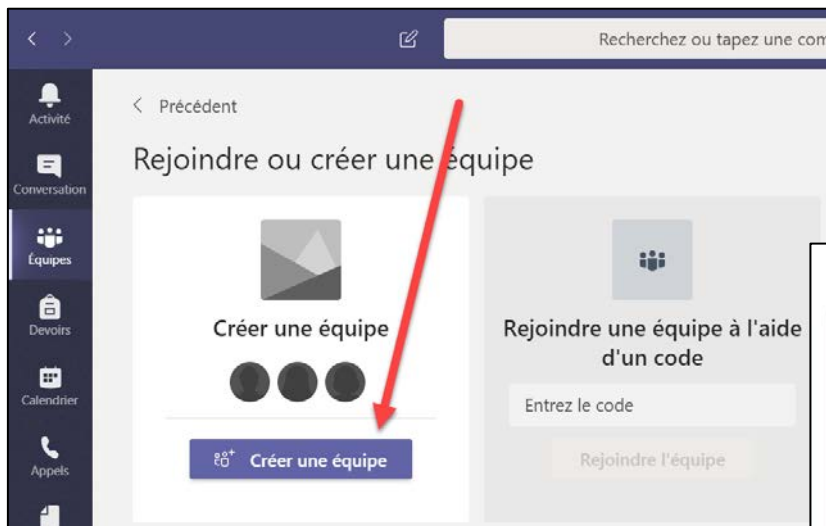 Recherchez ou tapez une com
Activité
Conversation
Équipes
Devoirs
Calendrier
Appels
Précédent
Rejoindre ou créer une équipe
Créer une équipe
Créer une équipe
Rejoindre une équipe à l'aide
d'un code
Entrez le code
Rejoindre l'équipe